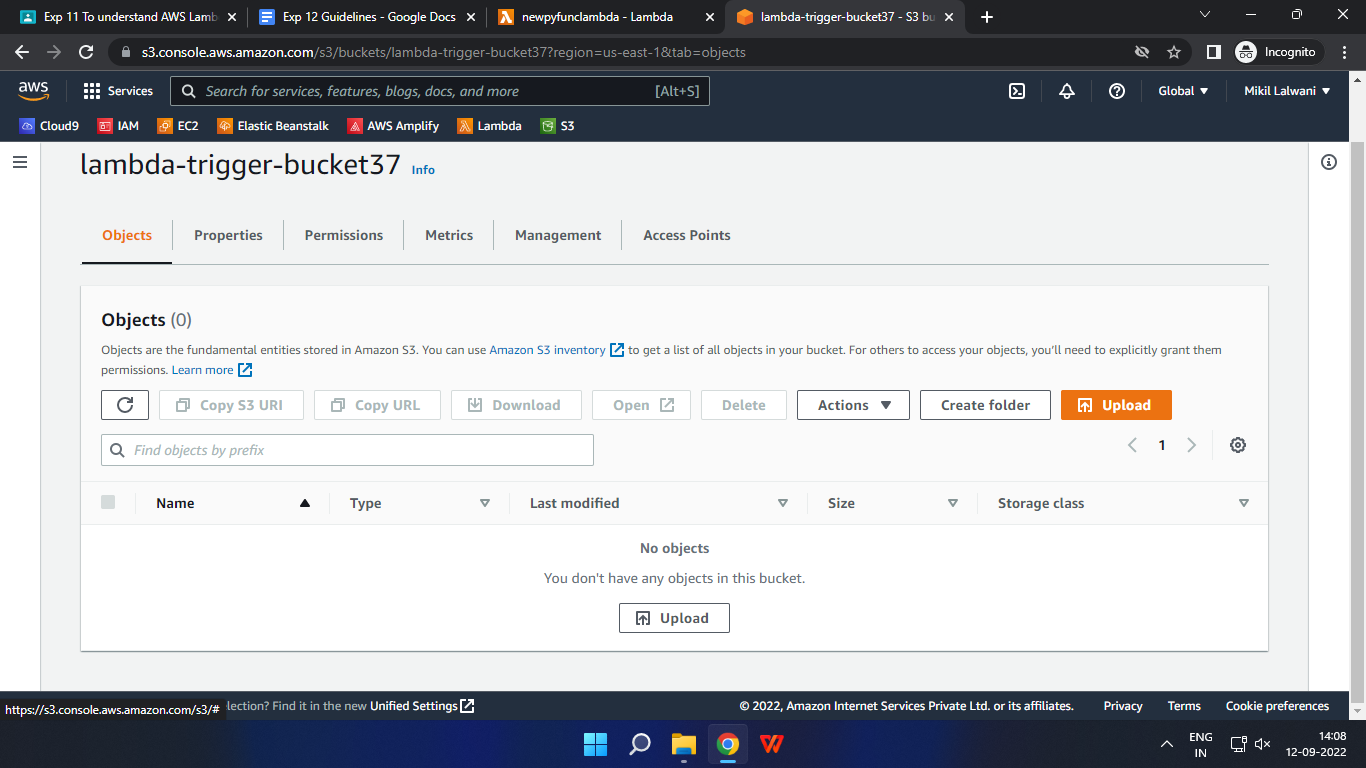 Exp 11 To understand AWS Lamb
Exp 12 Guidelines - Google Docs
newpyfunclambda - Lambda
lambda-trigger-bucket37 - S3 bu
s3.console.aws.amazon.com/s3/buckets/lambda-trigger-bucket37?region=us-east-1&tab=objects
Incognito
aws
Services
Search for services, features, blogs, docs, and more
[Alt+S]
Global
Mikil Lalwani
Cloud9
IAM
EC2
Elastic Beanstalk
AWS Amplify
Lambda
S3
lambda-trigger-bucket37
Info
Objects
Properties
Permissions
Metrics
Management
Access Points
Objects (0)
Objects are the fundamental entities stored in Amazon S3. You can use Amazon S3 inventory to get a list of all objects in your bucket. For others to access your objects, you'll need to explicitly grant them
permissions. Learn more
Copy S3 URI
Copy URL
Download
Open
Delete
Actions
Create folder
Upload
Find objects by prefix
1
Name
Type
Last modified
Size
Storage class
No objects
You don't have any objects in this bucket.
Upload
https://s3.console.aws.amazon.com/s3/#
election? Find it in the new Unified Settings
© 2022, Amazon Internet Services Private Ltd. or its affiliates.
Privacy
Terms
Cookie preferences
ENG
IN
14:08
12-09-2022